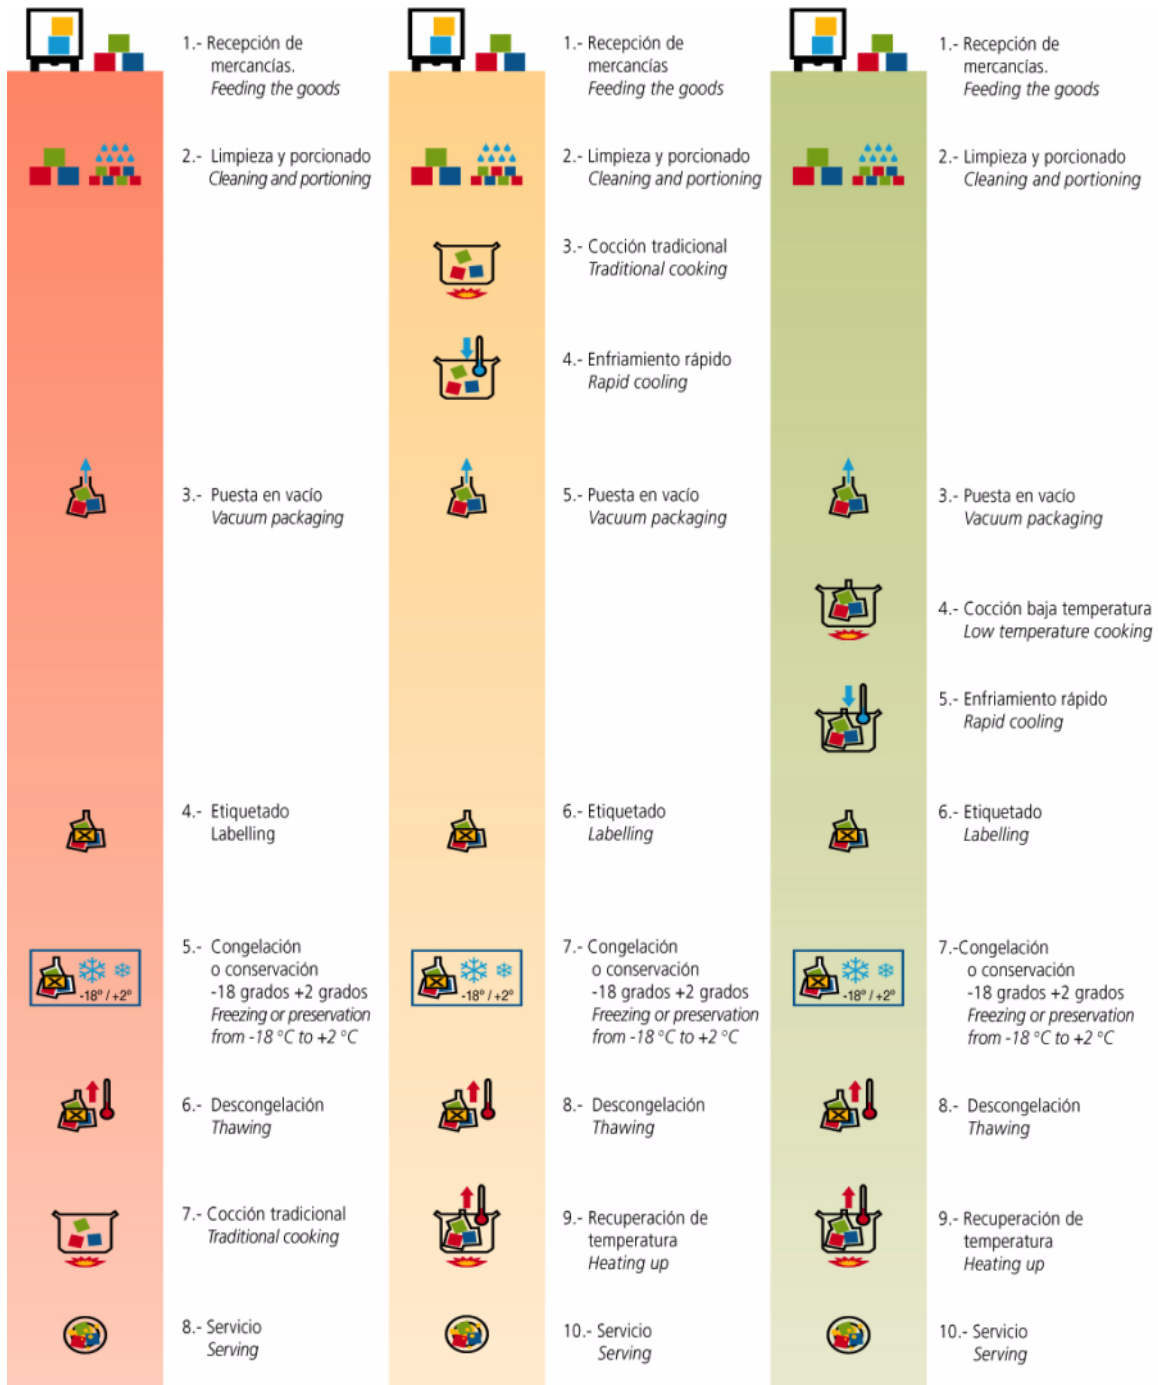 1.- Recepción de
mercancías.
Feeding the goods
2.- Limpieza y porcionado
Cleaning and portioning
3.- Puesta en vacío
Vacuum packaging
4.- Etiquetado
Labelling
-18º / +2º
5.- Congelación
o conservación
-18 grados +2 grados
Freezing or preservation
from -18 °C to +2 °C
6.- Descongelación
Thawing
7.- Cocción tradicional
Traditional cooking
8.- Servicio
Serving
1.- Recepción de
mercancías
Feeding the goods
2.- Limpieza y porcionado
Cleaning and portioning
3.- Cocción tradicional
Traditional cooking
4.- Enfriamiento rápido
Rapid cooling
5.- Puesta en vacío
Vacuum packaging
6.- Etiquetado
Labelling
-18º / +2º
7.- Congelación
o conservación
-18 grados +2 grados
Freezing or preservation
from -18 °C to +2 °C
8.- Descongelación
Thawing
9.- Recuperación de
temperatura
Heating up
10.- Servicio
Serving
1.- Recepción de
mercancías.
Feeding the goods
2.- Limpieza y porcionado
Cleaning and portioning
3.- Puesta en vacío
Vacuum packaging
4.- Cocción baja temperatura
Low temperature cooking
5.- Enfriamiento rápido
Rapid cooling
6.- Etiquetado
Labelling
-18º / +2º
7.-Congelación
o conservación
-18 grados +2 grados
Freezing or preservation
from -18 °C to +2 °C
8.- Descongelación
Thawing
9.- Recuperación de
temperatura
Heating up
10.- Servicio
Serving